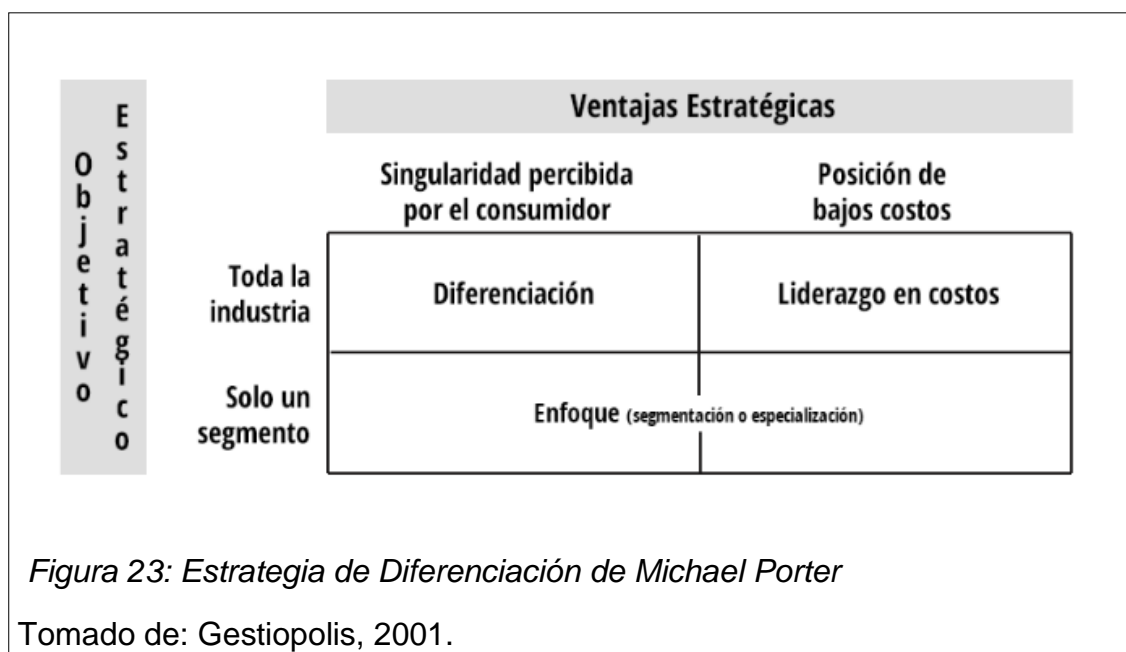 Objetivo
Estratégico
Ventajas Estratégicas
Singularidad percibida
por el consumidor
Posición de
bajos costos
Toda la
industria
Diferenciación
Liderazgo en costos
Solo un
segmento
Enfoque (segmentación o especialización)
Figura 23: Estrategia de Diferenciación de Michael Porter
Tomado de: Gestiopolis, 2001.